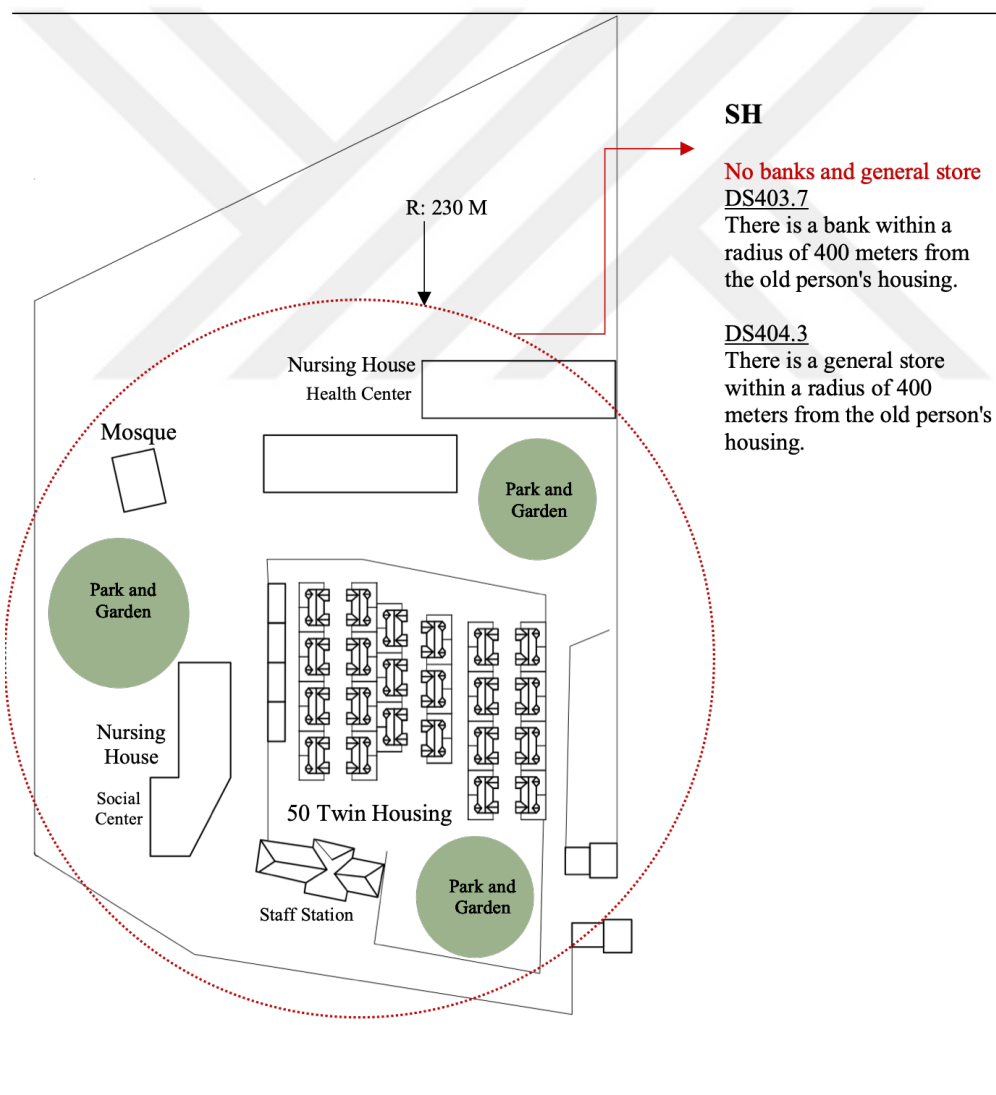 SH
No banks and general store
DS403.7
There is a bank within a
radius of 400 meters from
the old person's housing.
DS404.3
There is a general store
within a radius of 400
meters from the old person's
housing.
R: 230 M
Nursing House
Health Center
Mosque
Park and
Garden
Park and
Garden
Nursing
House
Social
Center
50 Twin Housing
Park and
Garden
Staff Station